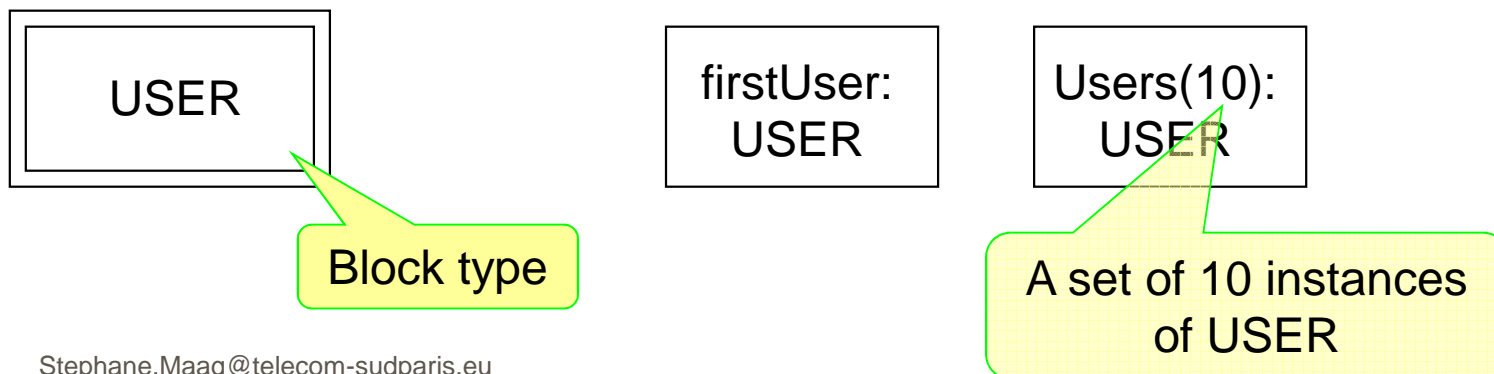 USER
firstUser:
USER
Users(10):
USER
Block type
A set of 10 instances
of USER
Stephane.Maag@telecom-sudparis.eu